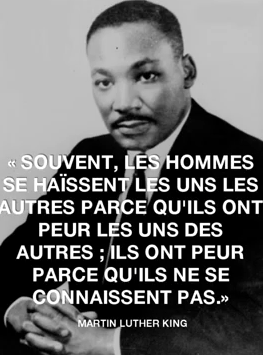 « SOUVENT, LES HOMMES
SE HAÏSSENT LES UNS LES
AUTRES PARCE QU'ILS ONT
PEUR LES UNS DES
AUTRES ; ILS ONT PEUR
PARCE QU'ILS NE SE
CONNAISSENT PAS.»
MARTIN LUTHER KING